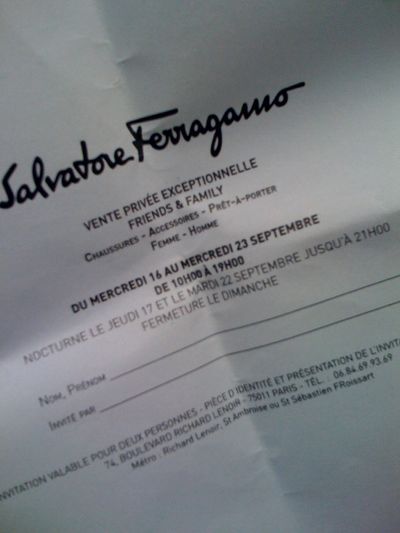 Salvatore Ferragamo
VENTE PRIVÉE EXCEPTIONNELLE
FRIENDS & FAMILY
CHAUSSURES - ACCESSOIRES - PRÊT-À-PORTER
FEMME - HOMME
DU MERCREDI 16 AU MERCREDI 23 SEPTEMBRE
DE 10H00 À 19H00
NOCTURNE LE JEUDI 17 ET LE MARDI 22 SEPTEMBRE JUSQU'À 21H00
FERMETURE LE DIMANCHE
NOM, PRÉNOM
INVITÉ PAR
INVITATION VALABLE POUR DEUX PERSONNES - PIÈCE D'IDENTITÉ ET PRÉSENTATION DE L'INVIT
74, BOULEVARD RICHARD LENOIR - 75011 PARIS - TÉL. : 06.84.69.93.69
Métro : Richard Lenoir, St Ambroise ou St Sébastien FRoissart